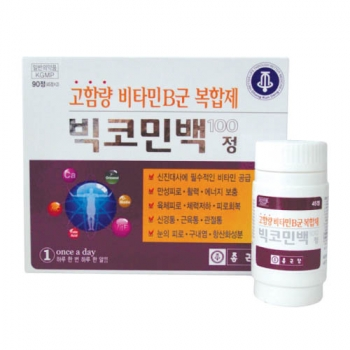 일반의약품
KGMP
90정
고함량 비타민B군 복합제
빅코민백100
정
신진대사에 필수적인 비타민 공급
만성피로•활력•에너지 보충
육체피로•체력저하•피로회복
신경통•근육통•관절통
눈의 피로•구내염•항산화성분
Ca
1 once a day
하루 한 번 하루 한 알만
종근당
고함량 비타민B군 복합제
빅코민백
정
종근당